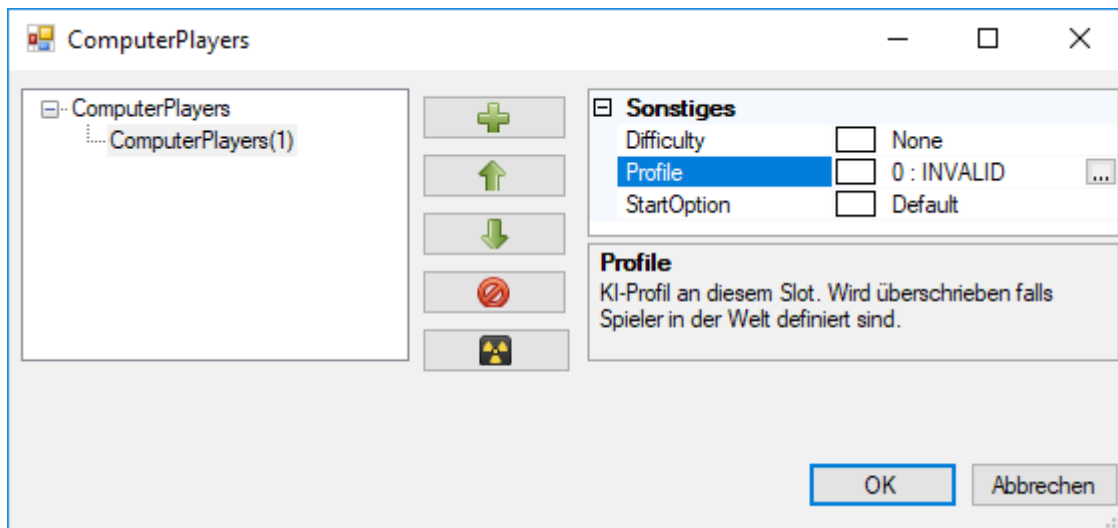 ComputerPlayers
ComputerPlayers
ComputerPlayers(1)
Sonstiges
Difficulty None
Profile 0 : INVALID ...
StartOption Default
Profile
KI-Profil an diesem Slot. Wird überschrieben falls
Spieler in der Welt definiert sind.
OK Abbrechen